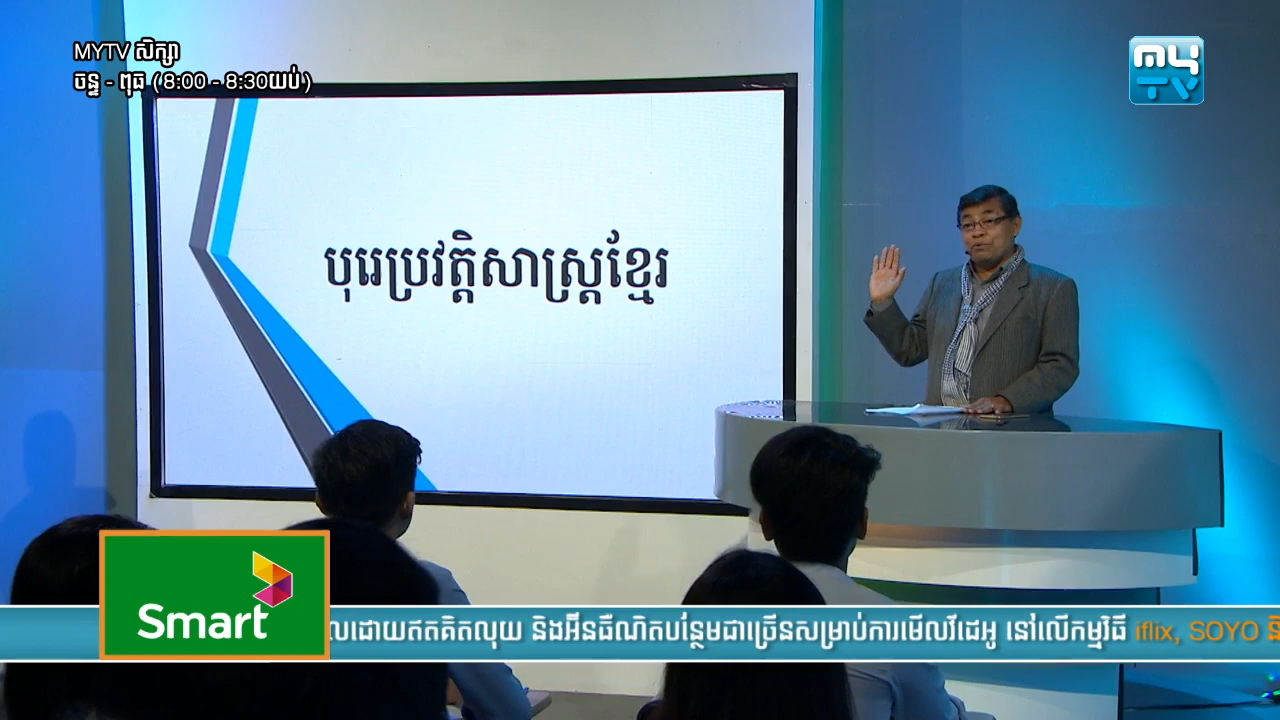 MYTV សិក្សា
ចន្ទ - ពុធ (8:00 - 8:30យប់)
MYTV
បុរេប្រវត្តិសាស្ត្រខ្មែរ
Smart
លដោយឥតគិតលុយ និងអ៊ីនធឺណិតបន្ថែមជាច្រើនសម្រាប់ការមើលវីដេអូ នៅលើកម្មវិធី iflix, SOYO